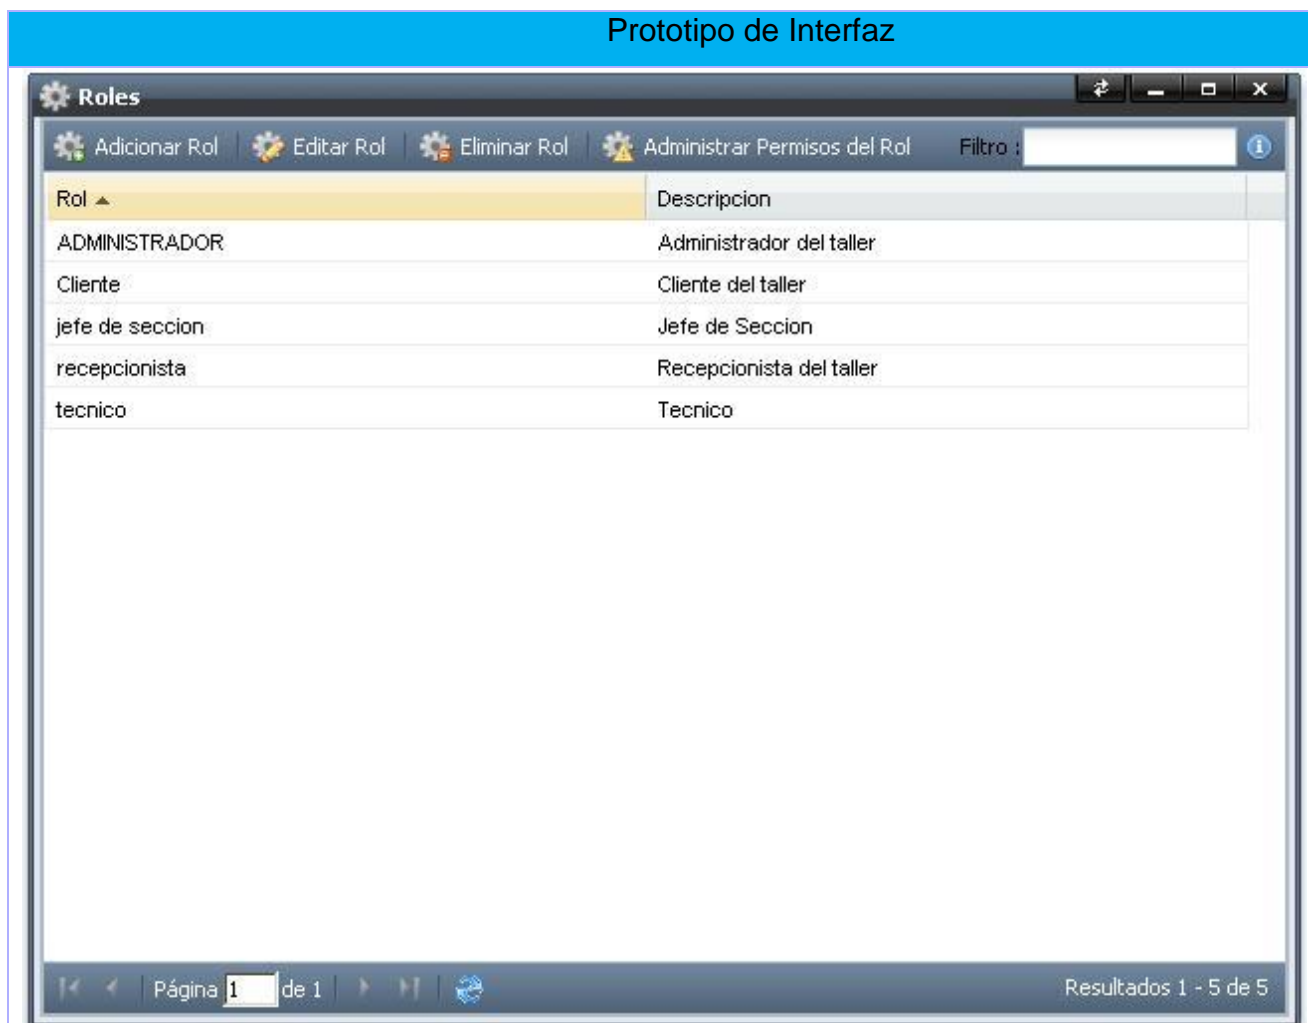 Prototipo de Interfaz
Roles
Adicionar Rol Editar Rol Eliminar Rol Administrar Permisos del Rol Filtro :
Rol Descripcion
ADMINISTRADOR Administrador del taller
Cliente Cliente del taller
jefe de seccion Jefe de Seccion
recepcionista Recepcionista del taller
tecnico Tecnico
Página 1 de 1 Resultados 1 - 5 de 5